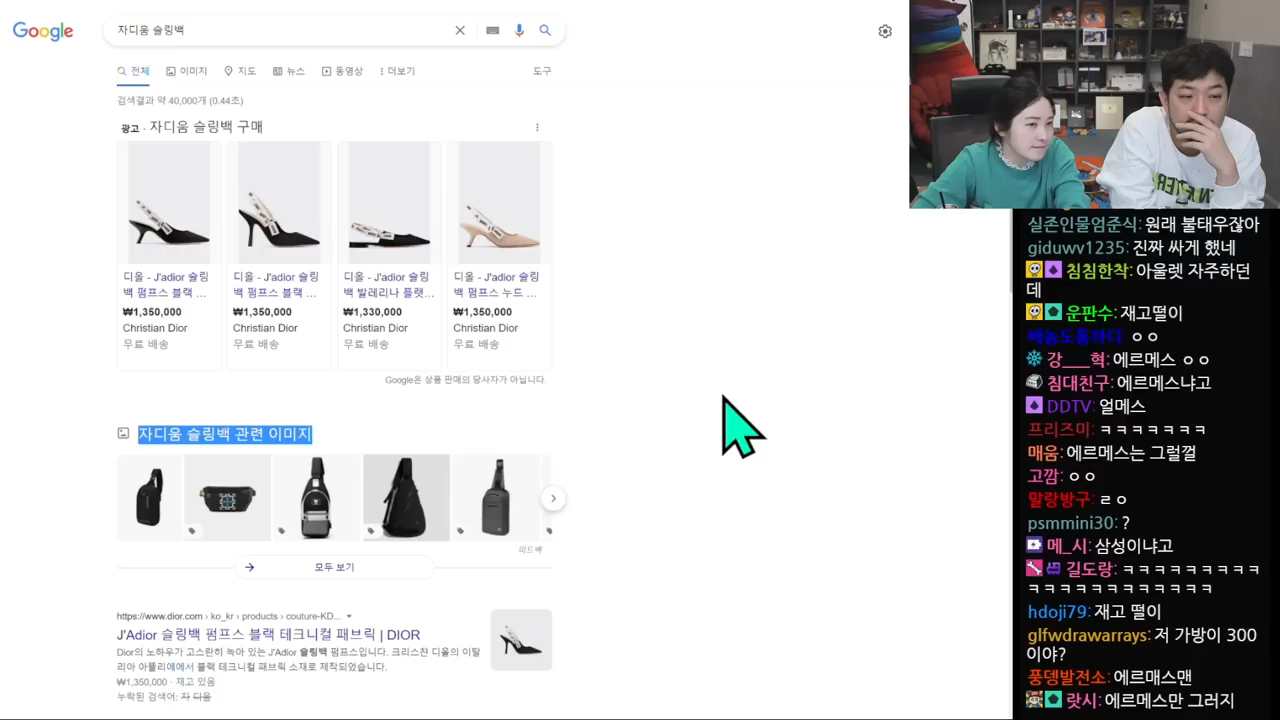 Google
자디움 슬링백
전체
이미지
지도
뉴스
동영상
더보기
도구
검색결과 약 40,000개 (0.44초)
광고 · 자디움 슬링백 구매
디올 - J'adior 슬링
백 펌프스 블랙 ...
₩1,350,000
Christian Dior
무료 배송
디올 - J'adior 슬링
백 펌프스 블랙 ...
₩1,350,000
Christian Dior
무료 배송
디올 - J'adior 슬링
백 발레리나 플랫...
₩1,330,000
Christian Dior
무료 배송
디올 - J'adior 슬링
백 펌프스 누드 ...
₩1,350,000
Christian Dior
무료 배송
Google은 상품 판매의 당사자가 아닙니다.
자디움 슬링백 관련 이미지
피드백
모두 보기
https://www.dior.com › ko_kr › products › couture-KD...
J'Adior 슬링백 펌프스 블랙 테크니컬 패브릭 | DIOR
Dior의 노하우가 고스란히 녹아 있는 J'Adior 슬링백 펌프스입니다. 크리스챤 디올의 이탈
리아 아뜰리에에서 블랙 테크니컬 패브릭 소재로 제작되었습니다.
₩1,350,000 · 재고 있음
누락된 검색어: 자 디움
실존인물엄준식: 원래 불태우잖아
giduwv1235: 진짜 싸게 했네
침침한착: 아울렛 자주하던
데
운판수: 재고떨이
배농도통하디: ㅇㅇ
강___혁: 에르메스 ㅇㅇ
침대친구: 에르메스냐고
DDTV: 얼메스
프리즈미: ㅋㅋㅋㅋㅋㅋㅋ
매움: 에르메스는 그럴껄
고깜: ㅇㅇ
말랑방구: ㄹㅇ
psmmini30: ?
메_시: 삼성이냐고
길도랑: ㅋㅋㅋㅋㅋㅋㅋㅋㅋ
ㅋㅋㅋㅋㅋㅋㅋㅋㅋㅋㅋㅋ
hdoji79: 재고 떨이
glfwdrawarrays: 저 가방이 300
이야?
풍뎅발전소: 에르매스맨
랏시: 에르메스만 그러지